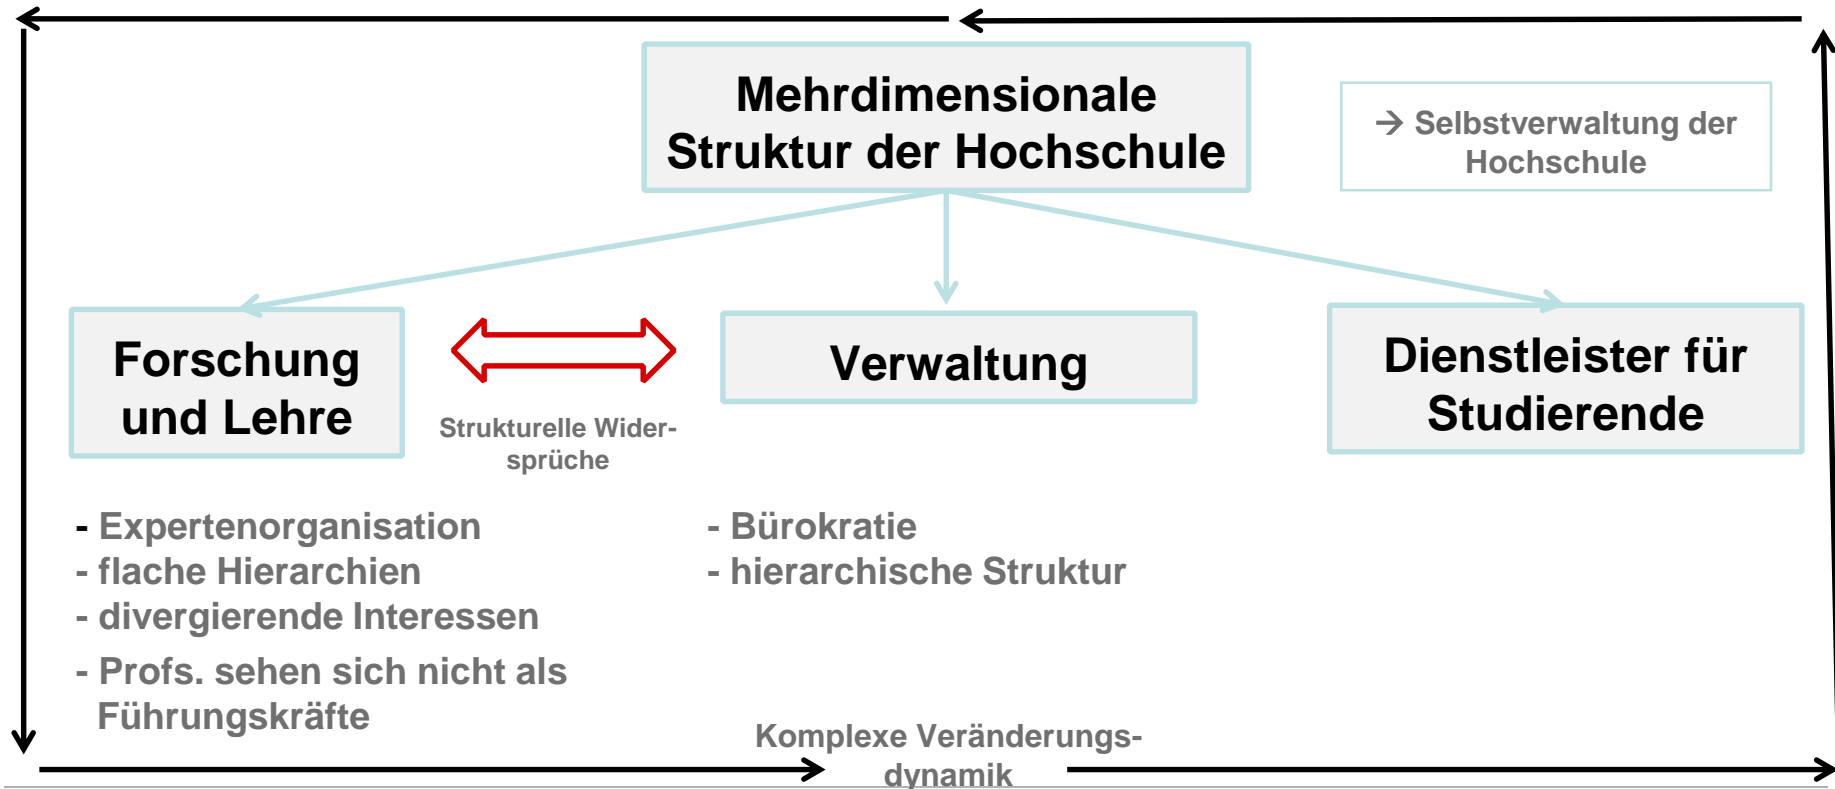 Mehrdimensionale
Struktur der Hochschule
→ Selbstverwaltung der
Hochschule
Forschung
und Lehre
Strukturelle Wider-
sprüche
Verwaltung
Dienstleister für
Studierende
- Expertenorganisation
- flache Hierarchien
- divergierende Interessen
- Profs. sehen sich nicht als
Führungskräfte
- Bürokratie
- hierarchische Struktur
Komplexe Veränderungs-
dynamik